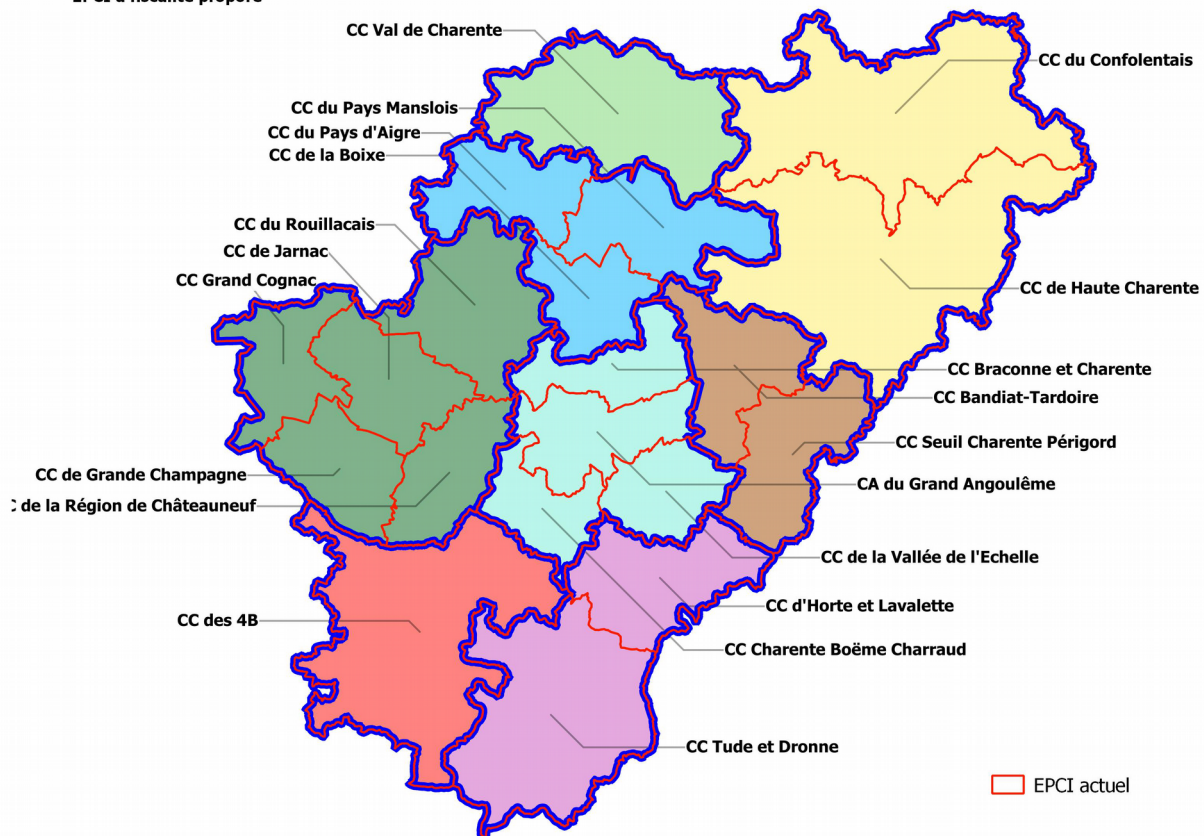 CC Val de Charente
CC du Confolentais
CC du Pays Manslois
CC du Pays d'Aigre
CC de la Boixe
CC du Rouillacais
CC de Jarnac
CC Grand Cognac
CC de Haute Charente
CC Braconne et Charente
CC Bandiat-Tardoire
CC Seuil Charente Périgord
CC de Grande Champagne
CA du Grand Angoulême
de la Région de Châteauneuf
CC de la Vallée de l'Echelle
CC d'Horte et Lavalette
CC des 4B
CC Charente Boëme Charraud
CC Tude et Dronne
EPCI actuel